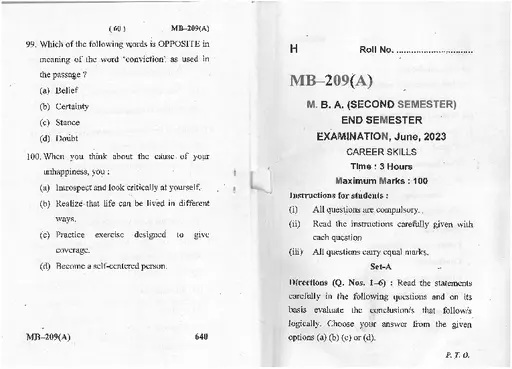 ( 60 ) MB–209(A)
99. Which of the following words is OPPOSITE in
meaning of the word 'conviction' as used in
the passage ?
(a) Belief
(b) Certainty
(c) Stance
(d) Doubt
100. When you think about the cause of your
unhappiness, you :
(a) Introspect and look critically at yourself.
(b) Realize that life can be lived in different
ways.
(c) Practice exercise designed to give
coverage.
(d) Become a self-centered person.
MB–209(A) 640
H Roll No. ..............................
MB–209(A)
M. B. A. (SECOND SEMESTER)
END SEMESTER
EXAMINATION, June, 2023
CAREER SKILLS
Time : 3 Hours
Maximum Marks : 100
Instructions for students :
(i) All questions are compulsory.
(ii) Read the instructions carefully given with
each question
(iii) All questions carry equal marks.
Set-A
Directions (Q. Nos. 1–6) : Read the statements
carefully in the following questions and on its
basis evaluate the conclusion/s that follow/s
logically. Choose your answer from the given
options (a) (b) (c) or (d).
P. T. O.